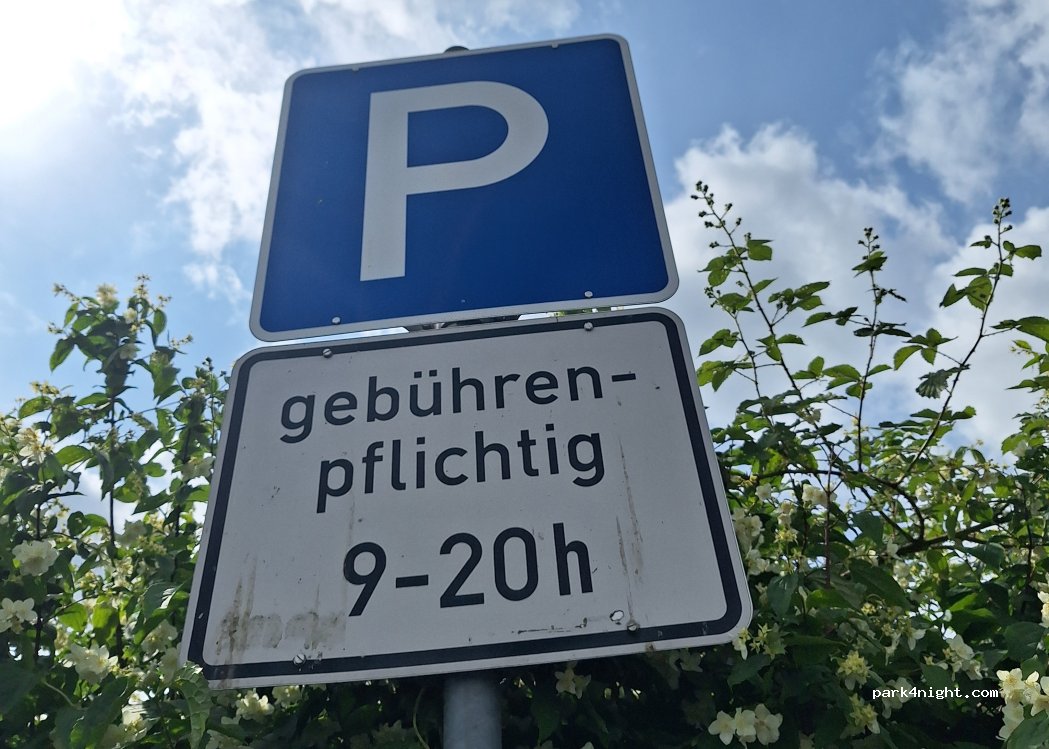 P
gebühren-
pflichtig
9-20h
park4night.com